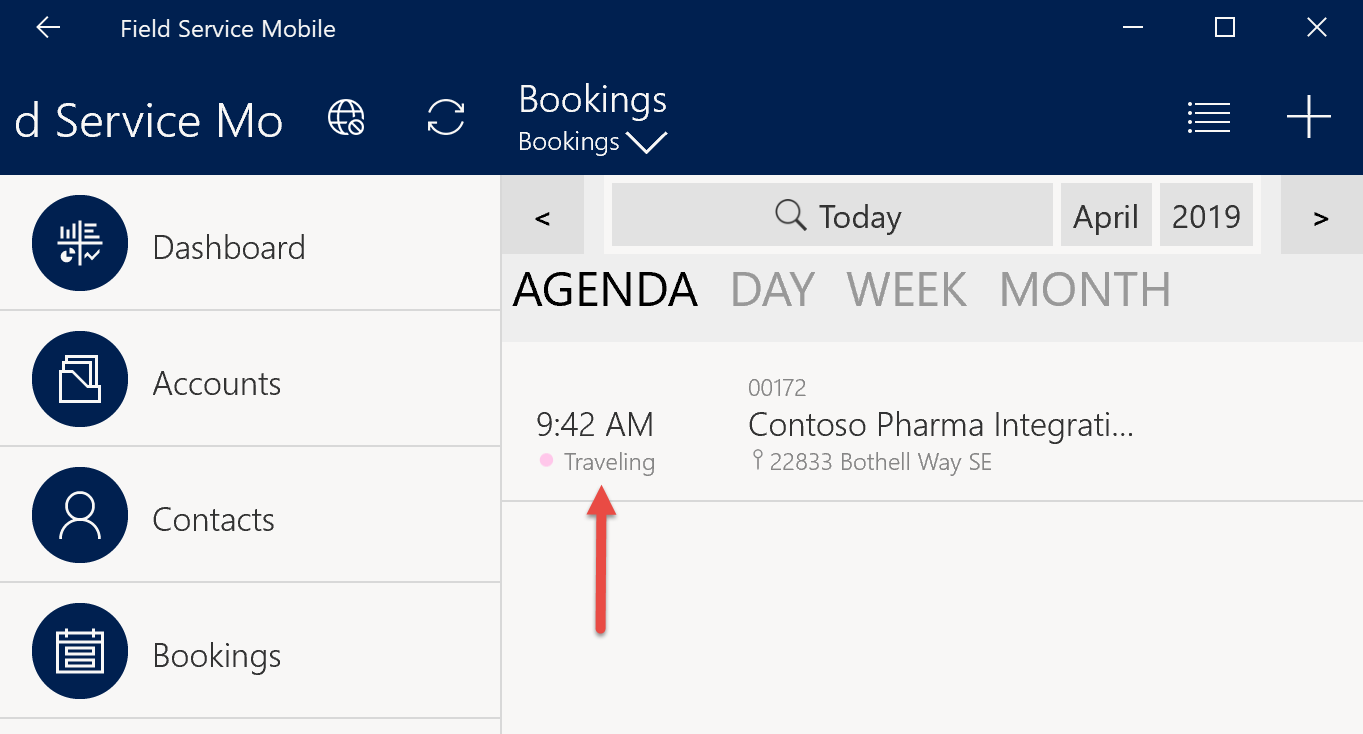 Field Service Mobile
d Service Mo
Bookings
Bookings
Dashboard
Accounts
Contacts
Bookings
< Today April 2019 >
AGENDA DAY WEEK MONTH
00172
9:42 AM Contoso Pharma Integrati...
Traveling 22833 Bothell Way SE